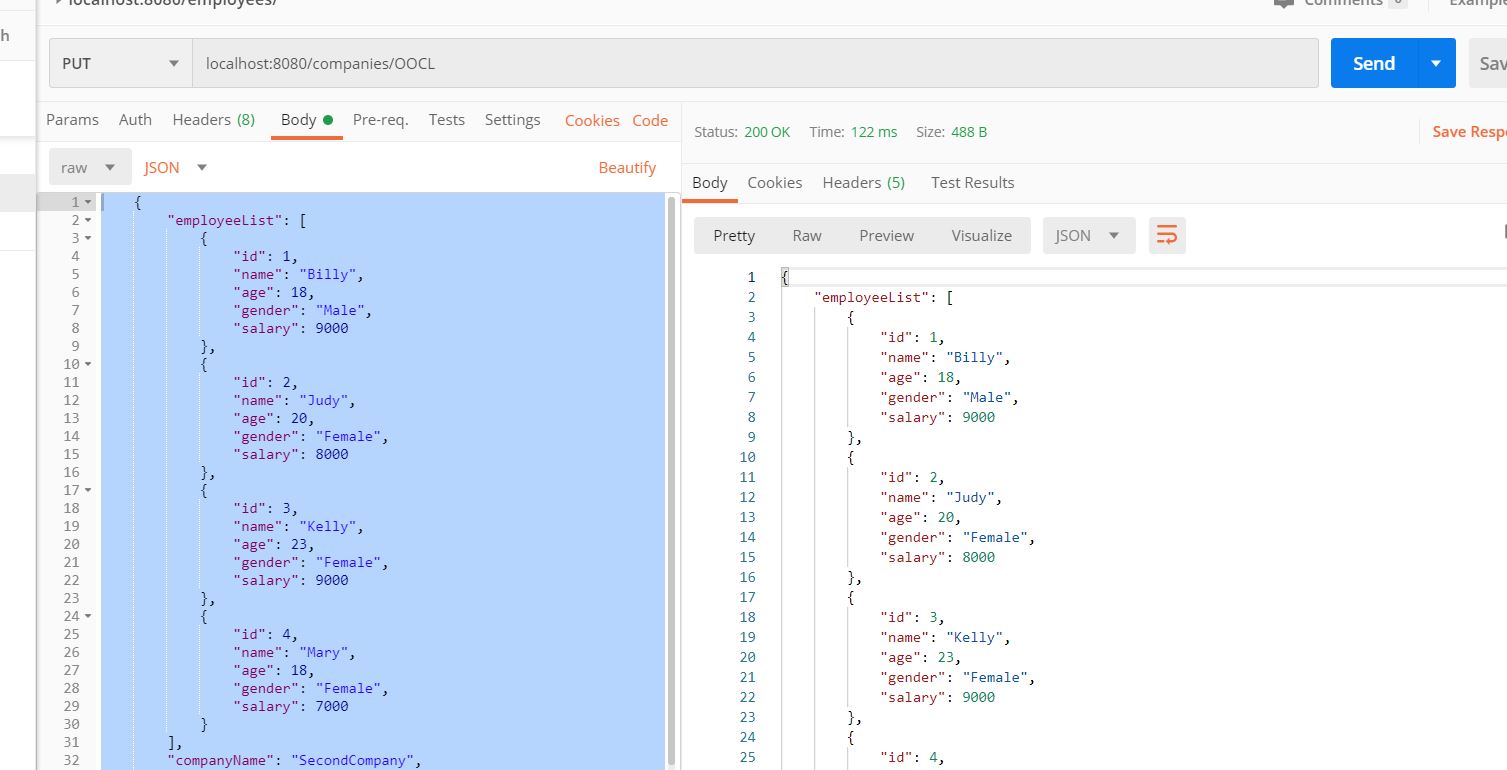 localhost:8080/employees/
Comments 0
h
PUT
localhost:8080/companies/OOCL
Send
Sav
Params Auth Headers (8) Body Pre-req. Tests Settings Cookies Code
raw JSON Beautify
1 {
2 "employeeList": [
3 {
4 "id": 1,
5 "name": "Billy",
6 "age": 18,
7 "gender": "Male",
8 "salary": 9000
9 },
10 {
11 "id": 2,
12 "name": "Judy",
13 "age": 20,
14 "gender": "Female",
15 "salary": 8000
16 },
17 {
18 "id": 3,
19 "name": "Kelly",
20 "age": 23,
21 "gender": "Female",
22 "salary": 9000
23 },
24 {
25 "id": 4,
26 "name": "Mary",
27 "age": 18,
28 "gender": "Female",
29 "salary": 7000
30 }
31 ],
32 "companyName": "SecondCompany",
Status: 200 OK Time: 122 ms Size: 488 B
Save Resp
Body Cookies Headers (5) Test Results
Pretty Raw Preview Visualize JSON
1 {
2 "employeeList": [
3 {
4 "id": 1,
5 "name": "Billy",
6 "age": 18,
7 "gender": "Male",
8 "salary": 9000
9 },
10 {
11 "id": 2,
12 "name": "Judy",
13 "age": 20,
14 "gender": "Female",
15 "salary": 8000
16 },
17 {
18 "id": 3,
19 "name": "Kelly",
20 "age": 23,
21 "gender": "Female",
22 "salary": 9000
23 },
24 {
25 "id": 4,